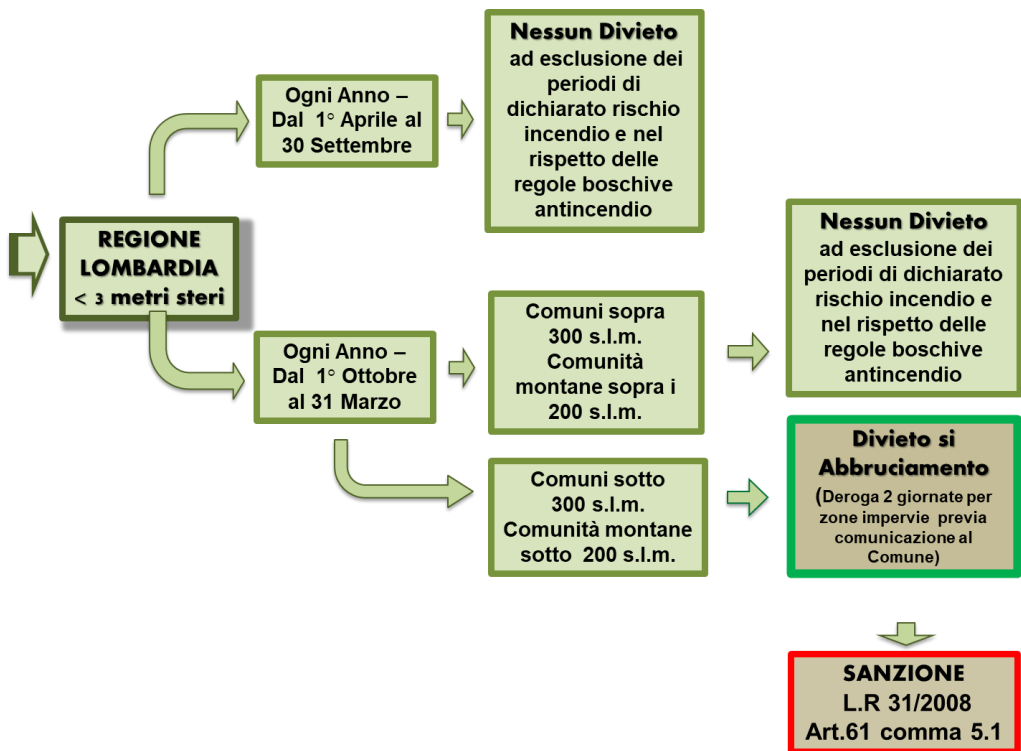 REGIONE
LOMBARDIA
< 3 metri steri
Ogni Anno –
Dal 1° Aprile al
30 Settembre
Nessun Divieto
ad esclusione dei
periodi di
dichiarato rischio
incendio e nel
rispetto delle
regole boschive
antincendio
Ogni Anno –
Dal 1° Ottobre
al 31 Marzo
Comuni sopra
300 s.l.m.
Comunità
montane sopra i
200 s.l.m.
Nessun Divieto
ad esclusione dei
periodi di dichiarato
rischio incendio e
nel rispetto delle
regole boschive
antincendio
Comuni sotto
300 s.l.m.
Comunità montane
sotto 200 s.l.m.
Divieto si
Abbruciamento
(Deroga 2 giornate per
zone impervie previa
comunicazione al
Comune)
SANZIONE
L.R 31/2008
Art.61 comma 5.1